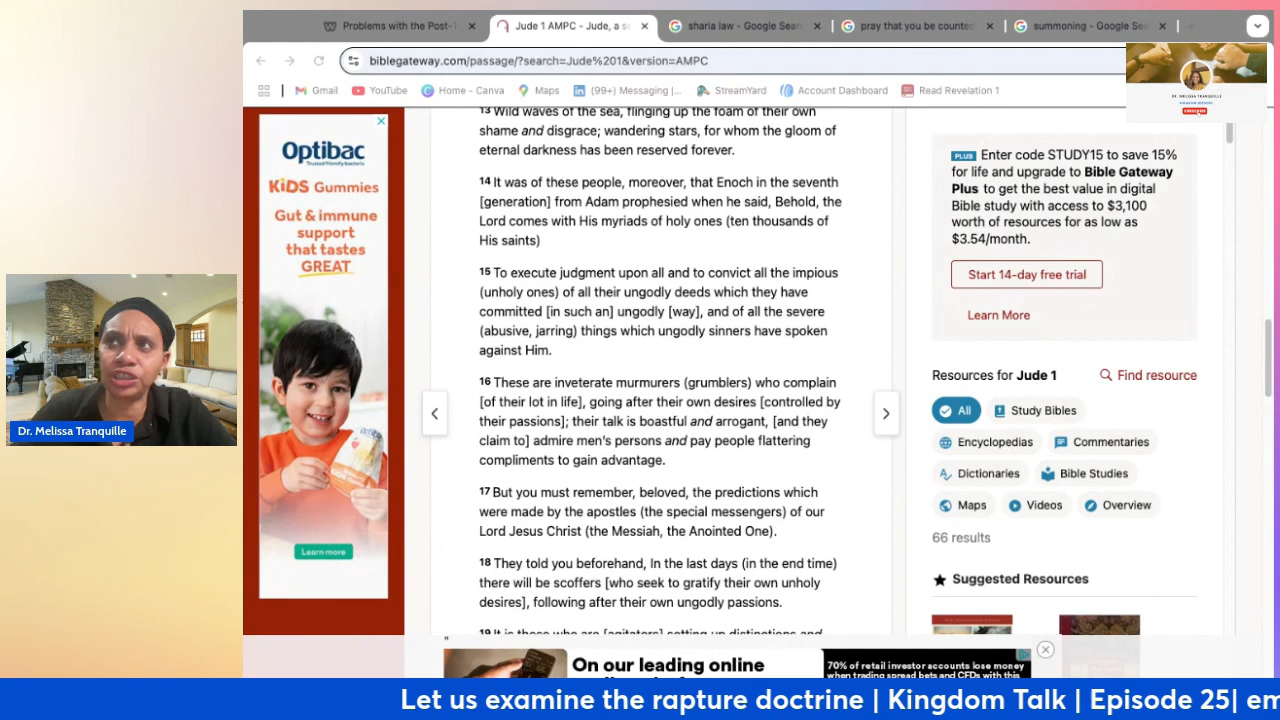 Problems with the Post-T
Jude 1 AMPC - Jude, a se
sharia law - Google Sear
pray that you be counted
summoning - Google Sea
biblegateway.com/passage/?search=Jude%201&version=AMPC
Gmail
YouTube
Home - Canva
Maps
(99+) Messaging |...
StreamYard
Account Dashboard
Read Revelation 1
DR. MELISSA TRANQUILLE
SUBSCRIBE
Optibac
KIDS Gummies
Gut & immune
support
that tastes
GREAT
Learn more
Dr. Melissa Tranquille
Wild waves of the sea, flinging up the foam of their own
shame and disgrace; wandering stars, for whom the gloom of
eternal darkness has been reserved forever.
14 It was of these people, moreover, that Enoch in the seventh
[generation] from Adam prophesied when he said, Behold, the
Lord comes with His myriads of holy ones (ten thousands of
His saints)
15 To execute judgment upon all and to convict all the impious
(unholy ones) of all their ungodly deeds which they have
committed [in such an] ungodly [way], and of all the severe
(abusive, jarring) things which ungodly sinners have spoken
against Him.
16 These are inveterate murmurers (grumblers) who complain
[of their lot in life], going after their own desires [controlled by
their passions]; their talk is boastful and arrogant, [and they
claim to] admire men's persons and pay people flattering
compliments to gain advantage.
17 But you must remember, beloved, the predictions which
were made by the apostles (the special messengers) of our
Lord Jesus Christ (the Messiah, the Anointed One).
18 They told you beforehand, In the last days (in the end time)
there will be scoffers [who seek to gratify their own unholy
desires], following after their own ungodly passions.
19 It is these who are [agitators] setting up distinctions and
PLUS Enter code STUDY15 to save 15%
for life and upgrade to Bible Gateway
Plus to get the best value in digital
Bible study with access to $3,100
worth of resources for as low as
$3.54/month.
Start 14-day free trial
Learn More
Resources for Jude 1
Find resource
All
Study Bibles
Encyclopedias
Commentaries
Dictionaries
Bible Studies
Maps
Videos
Overview
66 results
Suggested Resources
On our leading online
70% of retail investor accounts lose money
when trading spread bets and CFDs with this
Let us examine the rapture doctrine | Kingdom Talk | Episode 25| em